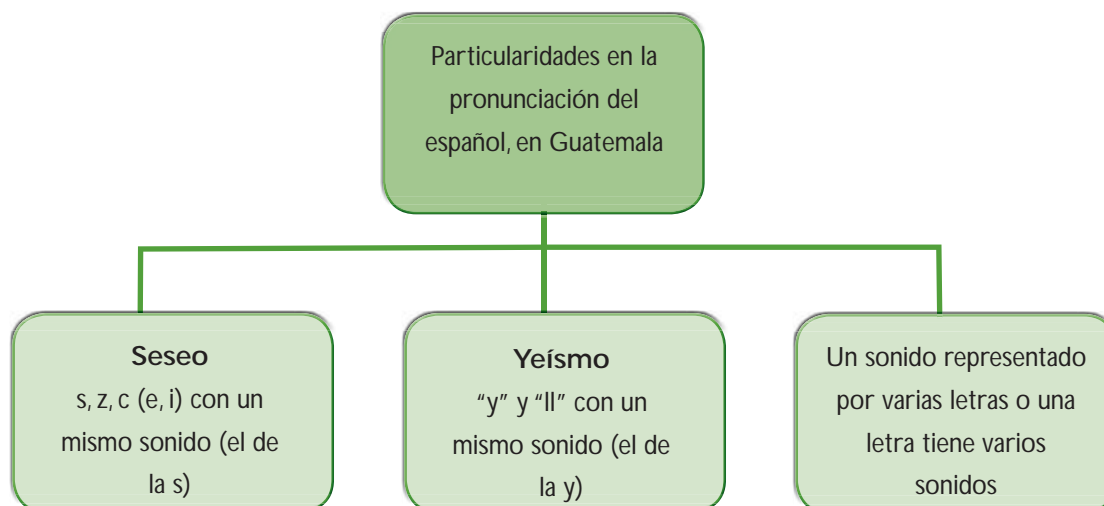 Particularidades en la
pronunciación del
español, en Guatemala
Seseo
s, z, c (e, i) con un
mismo sonido (el de
la s)
Yeísmo
“y” y “ll” con un
mismo sonido (el de
la y)
Un sonido representado
por varias letras o una
letra tiene varios
sonidos